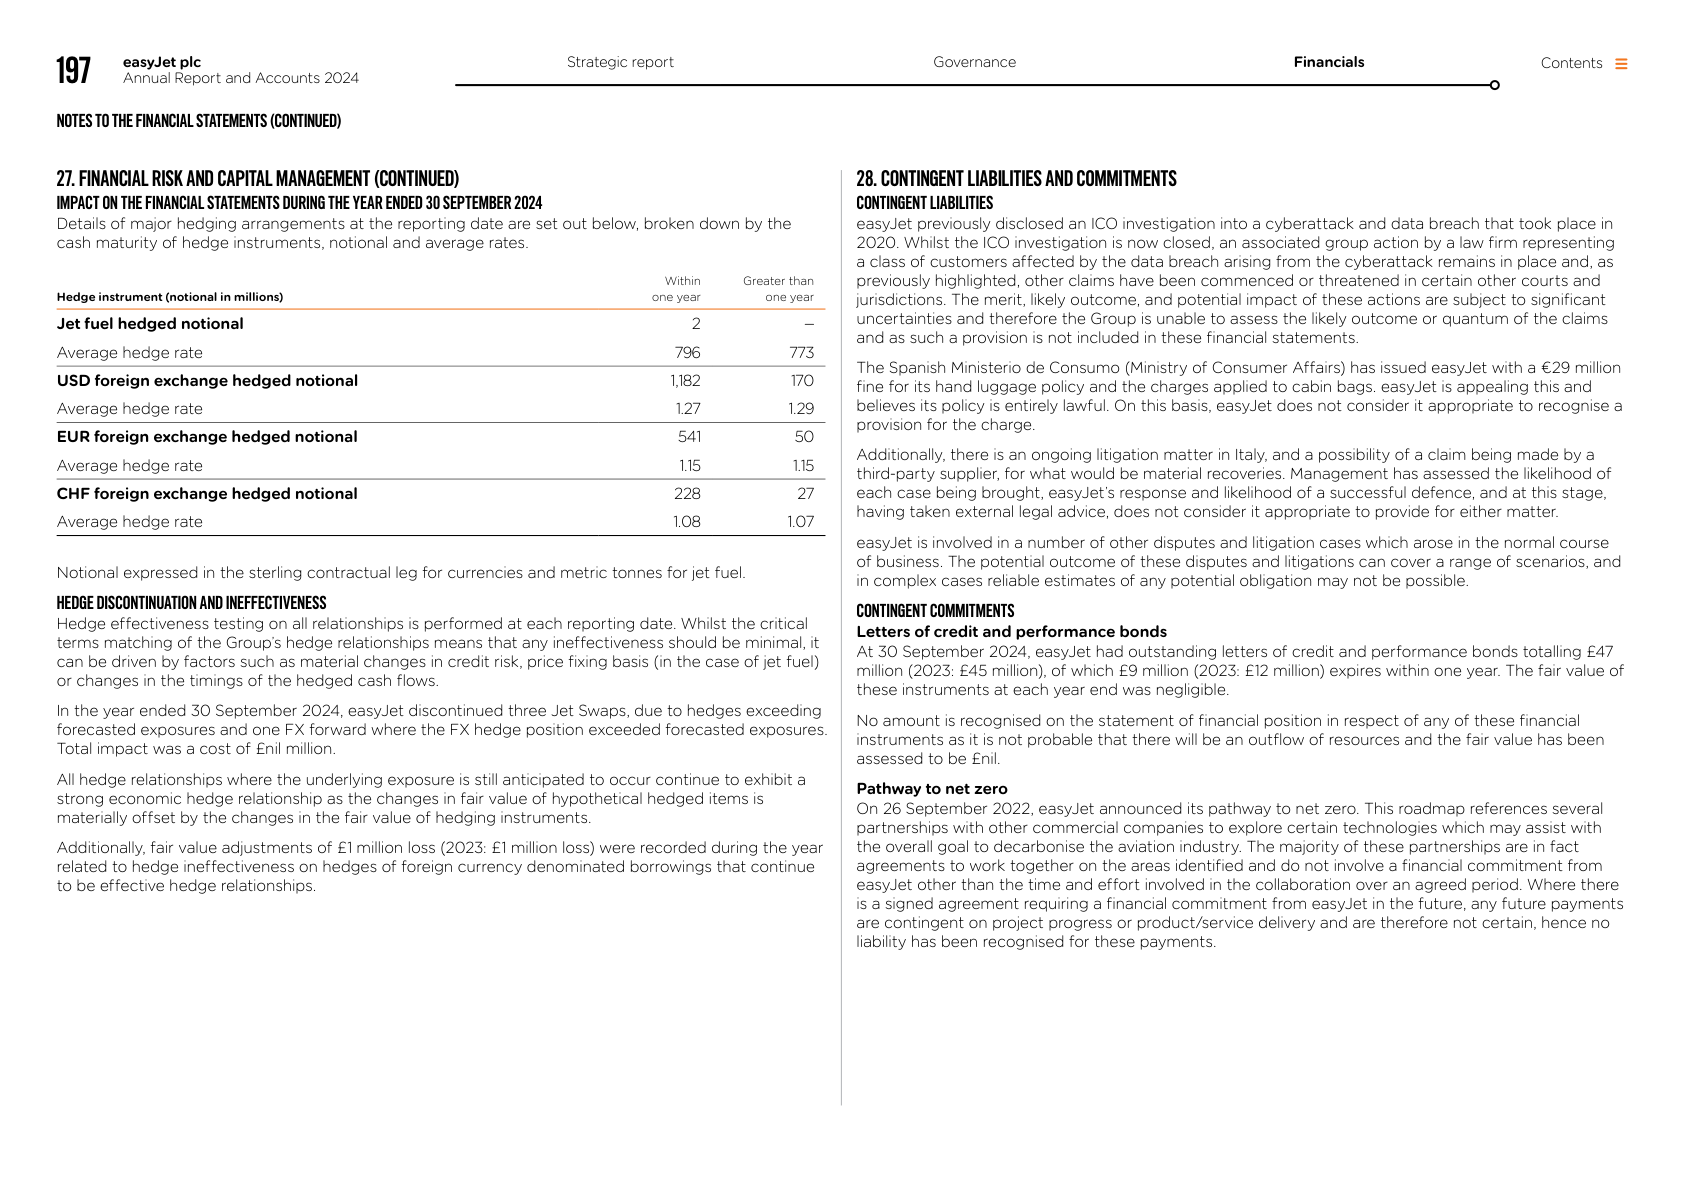 197
easyJet plc
Annual Report and Accounts 2024
Strategic report
Governance
Financials
Contents
NOTES TO THE FINANCIAL STATEMENTS (CONTINUED)
27. FINANCIAL RISK AND CAPITAL MANAGEMENT (CONTINUED)
IMPACT ON THE FINANCIAL STATEMENTS DURING THE YEAR ENDED 30 SEPTEMBER 2024
Details of major hedging arrangements at the reporting date are set out below, broken down by the
cash maturity of hedge instruments, notional and average rates.
Hedge instrument (notional in millions) Within one year Greater than one year
Jet fuel hedged notional 2 –
Average hedge rate 796 773
USD foreign exchange hedged notional 1,182 170
Average hedge rate 1.27 1.29
EUR foreign exchange hedged notional 541 50
Average hedge rate 1.15 1.15
CHF foreign exchange hedged notional 228 27
Average hedge rate 1.08 1.07
Notional expressed in the sterling contractual leg for currencies and metric tonnes for jet fuel.
HEDGE DISCONTINUATION AND INEFFECTIVENESS
Hedge effectiveness testing on all relationships is performed at each reporting date. Whilst the critical
terms matching of the Group's hedge relationships means that any ineffectiveness should be minimal, it
can be driven by factors such as material changes in credit risk, price fixing basis (in the case of jet fuel)
or changes in the timings of the hedged cash flows.
In the year ended 30 September 2024, easyJet discontinued three Jet Swaps, due to hedges exceeding
forecasted exposures and one FX forward where the FX hedge position exceeded forecasted exposures.
Total impact was a cost of £nil million.
All hedge relationships where the underlying exposure is still anticipated to occur continue to exhibit a
strong economic hedge relationship as the changes in fair value of hypothetical hedged items is
materially offset by the changes in the fair value of hedging instruments.
Additionally, fair value adjustments of £1 million loss (2023: £1 million loss) were recorded during the year
related to hedge ineffectiveness on hedges of foreign currency denominated borrowings that continue
to be effective hedge relationships.
28. CONTINGENT LIABILITIES AND COMMITMENTS
CONTINGENT LIABILITIES
easyJet previously disclosed an ICO investigation into a cyberattack and data breach that took place in
2020. Whilst the ICO investigation is now closed, an associated group action by a law firm representing
a class of customers affected by the data breach arising from the cyberattack remains in place and, as
previously highlighted, other claims have been commenced or threatened in certain other courts and
jurisdictions. The merit, likely outcome, and potential impact of these actions are subject to significant
uncertainties and therefore the Group is unable to assess the likely outcome or quantum of the claims
and as such a provision is not included in these financial statements.
The Spanish Ministerio de Consumo (Ministry of Consumer Affairs) has issued easyJet with a €29 million
fine for its hand luggage policy and the charges applied to cabin bags. easyJet is appealing this and
believes its policy is entirely lawful. On this basis, easyJet does not consider it appropriate to recognise a
provision for the charge.
Additionally, there is an ongoing litigation matter in Italy, and a possibility of a claim being made by a
third-party supplier, for what would be material recoveries. Management has assessed the likelihood of
each case being brought, easyJet's response and likelihood of a successful defence, and at this stage,
having taken external legal advice, does not consider it appropriate to provide for either matter.
easyJet is involved in a number of other disputes and litigation cases which arose in the normal course
of business. The potential outcome of these disputes and litigations can cover a range of scenarios, and
in complex cases reliable estimates of any potential obligation may not be possible.
CONTINGENT COMMITMENTS
Letters of credit and performance bonds
At 30 September 2024, easyJet had outstanding letters of credit and performance bonds totalling £47
million (2023: £45 million), of which £9 million (2023: £12 million) expires within one year. The fair value of
these instruments at each year end was negligible.
No amount is recognised on the statement of financial position in respect of any of these financial
instruments as it is not probable that there will be an outflow of resources and the fair value has been
assessed to be £nil.
Pathway to net zero
On 26 September 2022, easyJet announced its pathway to net zero. This roadmap references several
partnerships with other commercial companies to explore certain technologies which may assist with
the overall goal to decarbonise the aviation industry. The majority of these partnerships are in fact
agreements to work together on the areas identified and do not involve a financial commitment from
easyJet other than the time and effort involved in the collaboration over an agreed period. Where there
is a signed agreement requiring a financial commitment from easyJet in the future, any future payments
are contingent on project progress or product/service delivery and are therefore not certain, hence no
liability has been recognised for these payments.